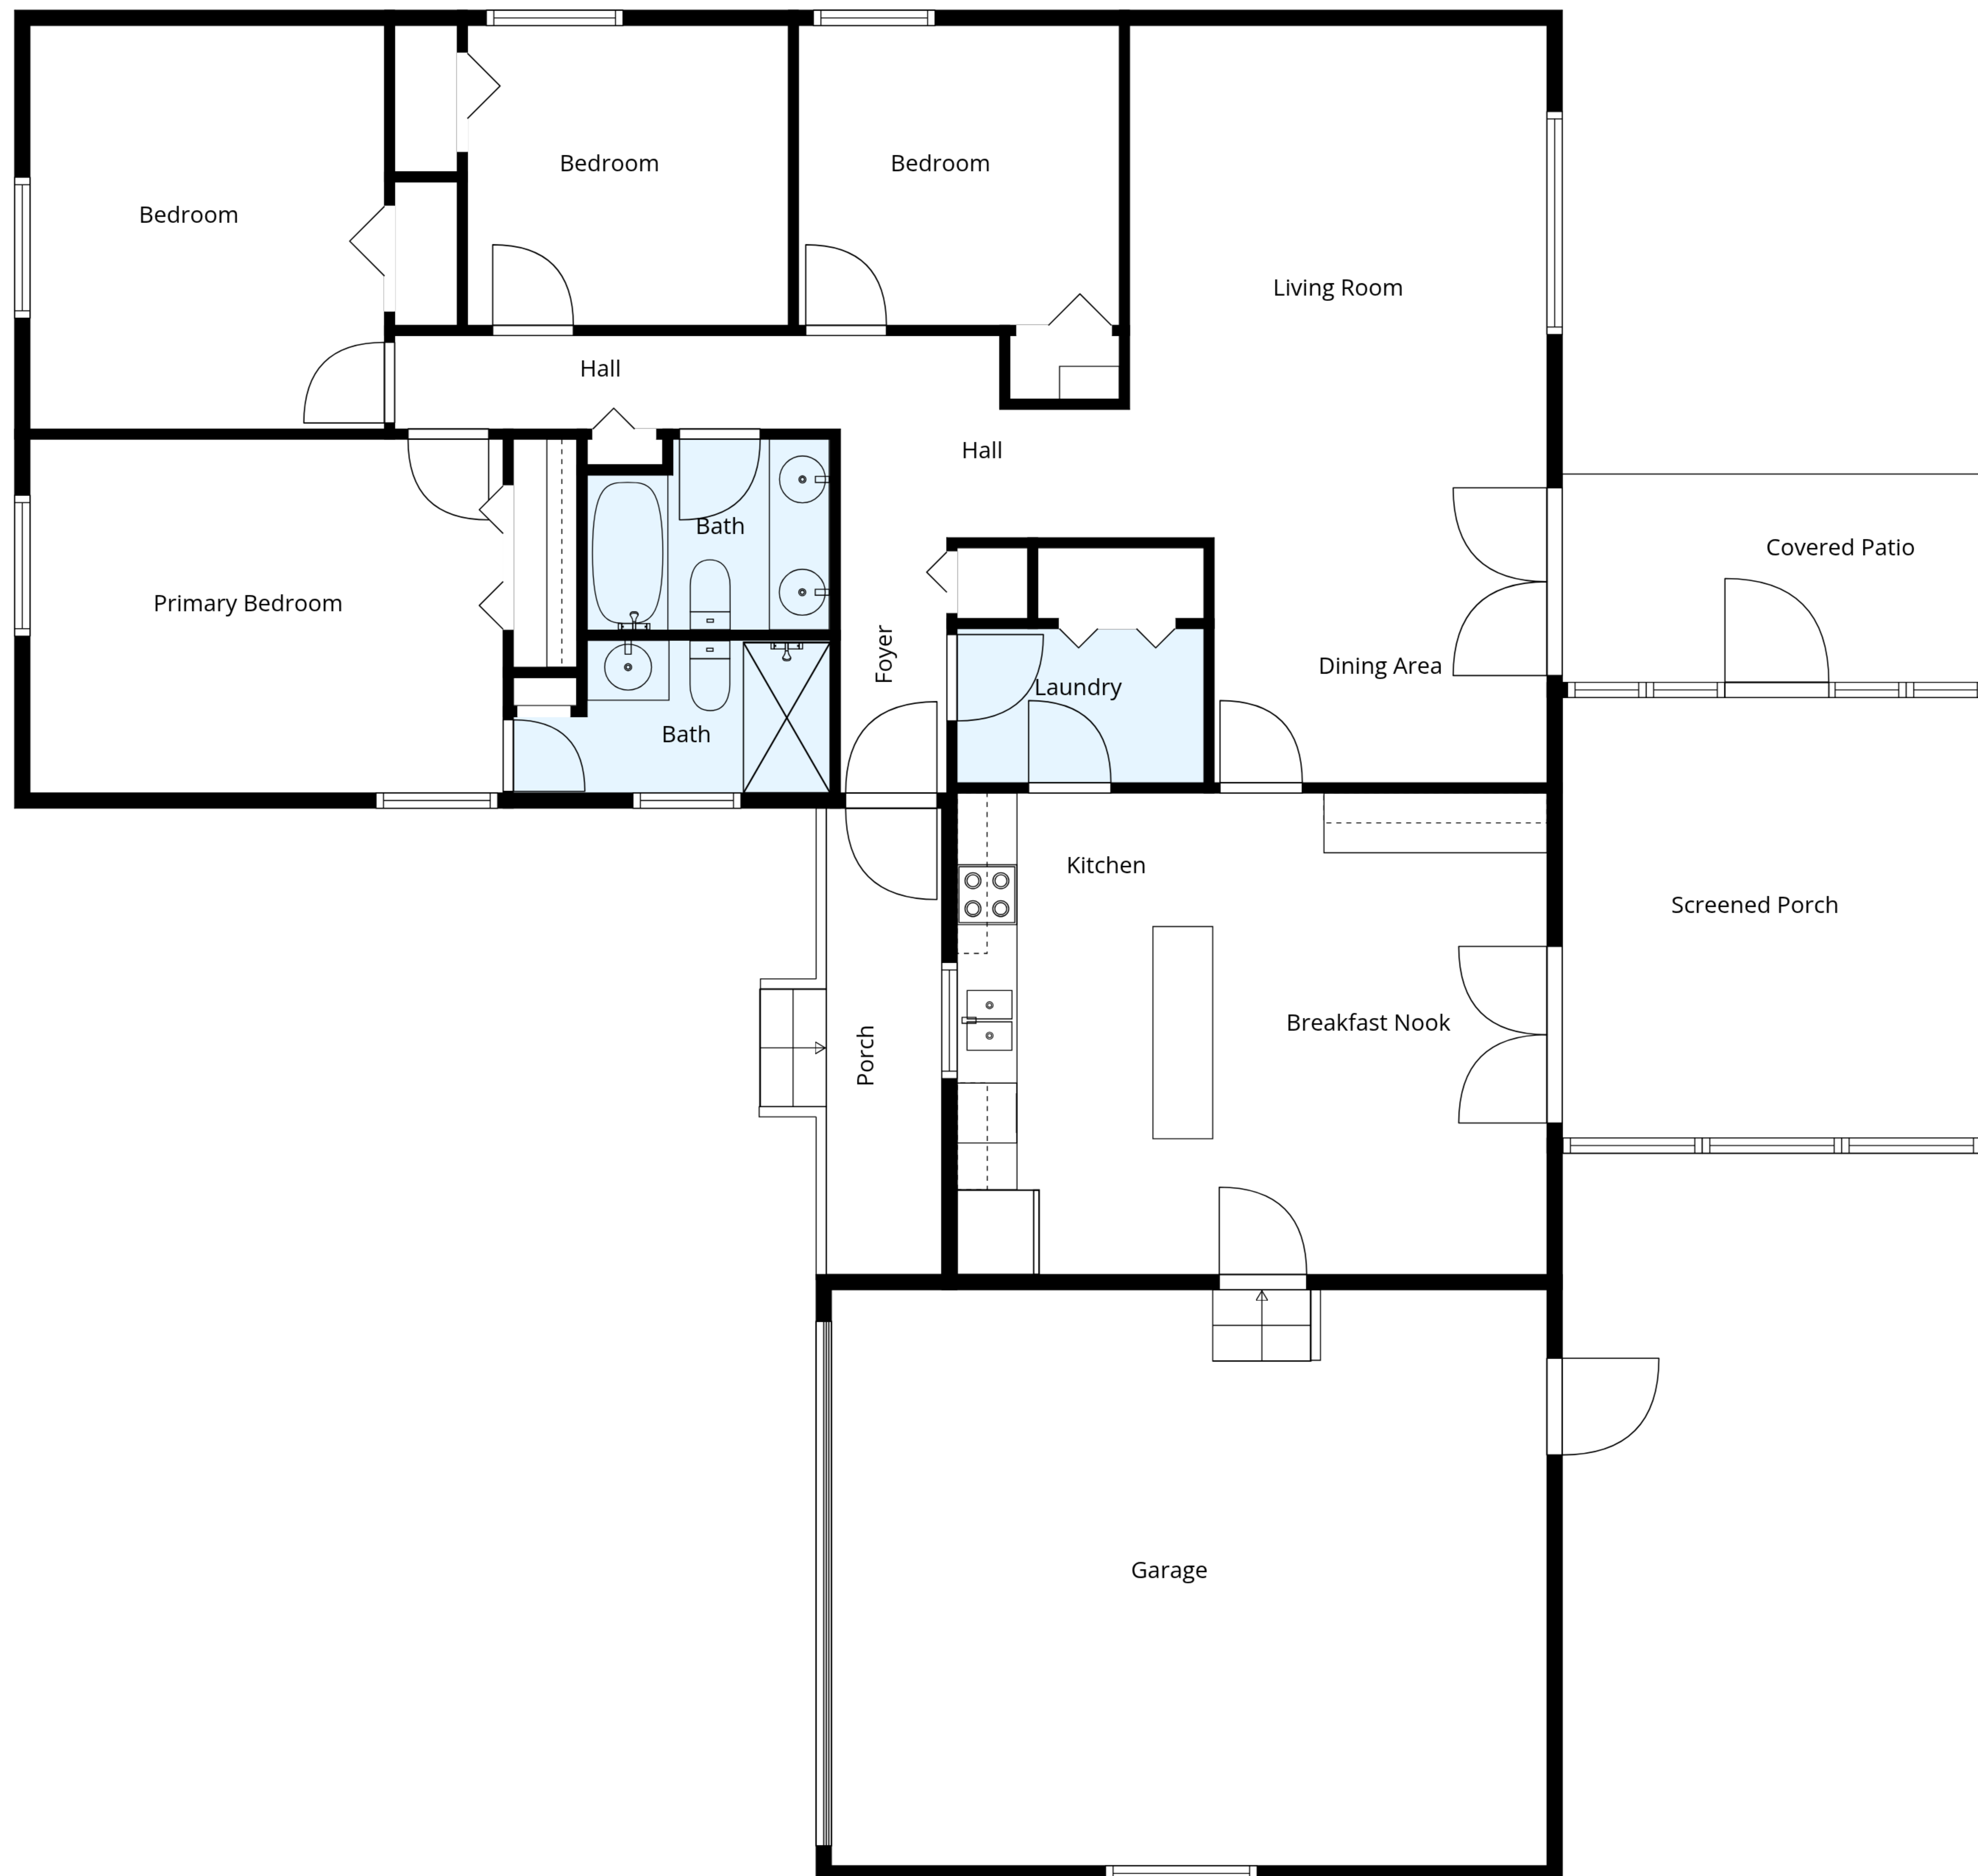 Bedroom
Bedroom
Bedroom
Living Room
Hall
Hall
Bath
Covered Patio
Primary Bedroom
Foyer
Dining Area
Laundry
Bath
Kitchen
Screened Porch
Breakfast Nook
Porch
Garage